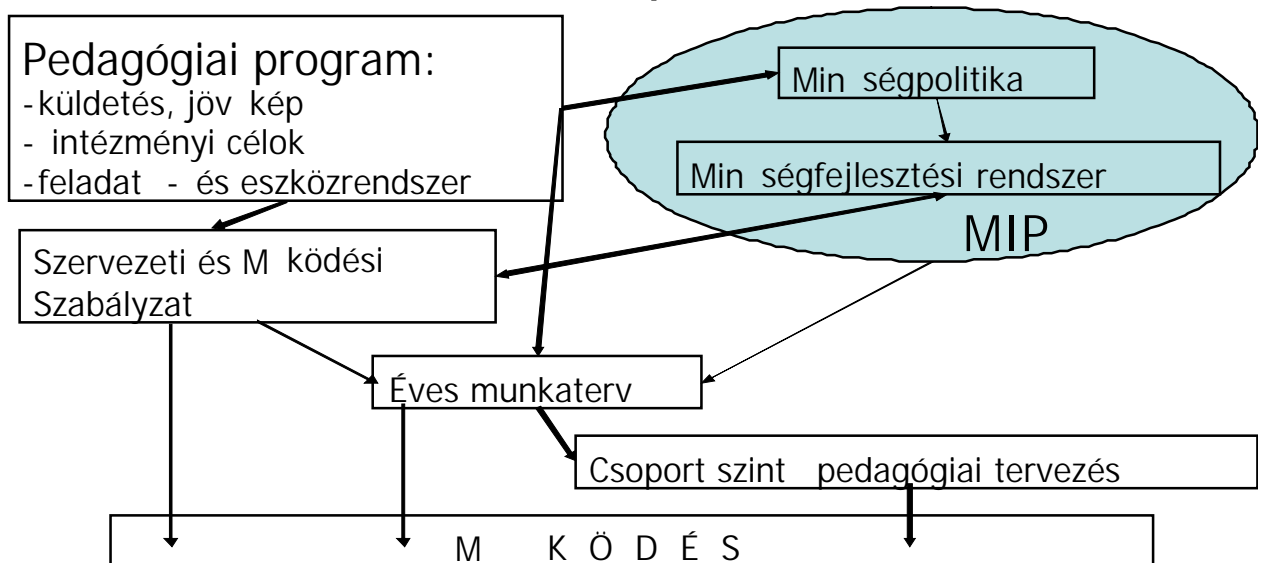 Pedagógiai program:
-küldetés, jöv kép
- intézményi célok
-feladat - és eszközrendszer
Min ségpolitika
Min ségfejlesztési rendszer
MIP
Szervezeti és M ködési
Szabályzat
Éves munkaterv
Csoport szint pedagógiai tervezés
M K Ö D É S